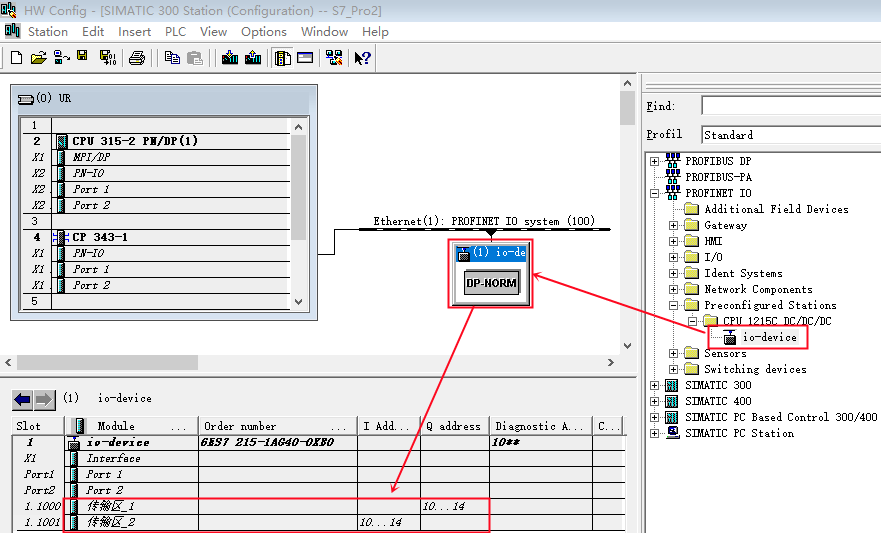 HW Config - [SIMATIC 300 Station (Configuration) -- S7_Pro2]
Station Edit Insert PLC View Options Window Help
(0) UR
1
2 CPU 315-2 PN/DP(1)
X1 MPI/DP
X2 PN-IO
X2 Port 1
X2 Port 2
3
4 CP 343-1
X1 PN-IO
X1 Port 1
X1 Port 2
5
Ethernet(1): PROFINET IO system (100)
(1) io-de
DP-NORM
Find:
Profil Standard
PROFIBUS DP
PROFIBUS-PA
PROFINET IO
Additional Field Devices
Gateway
HMI
I/O
Ident Systems
Network Components
Preconfigured Stations
CPU 1215C DC/DC/DC
io-device
Sensors
Switching devices
SIMATIC 300
SIMATIC 400
SIMATIC PC Based Control 300/400
SIMATIC PC Station
(1) io-device
Slot Module ... Order number ... I Add... Q address Diagnostic A... C...
1 io-device 6ES7 215-1AG40-0XB0 10**
X1 Interface
Port1 Port 1
Port2 Port 2
1.1000 传输区_1 10...14
1.1001 传输区_2 10...14